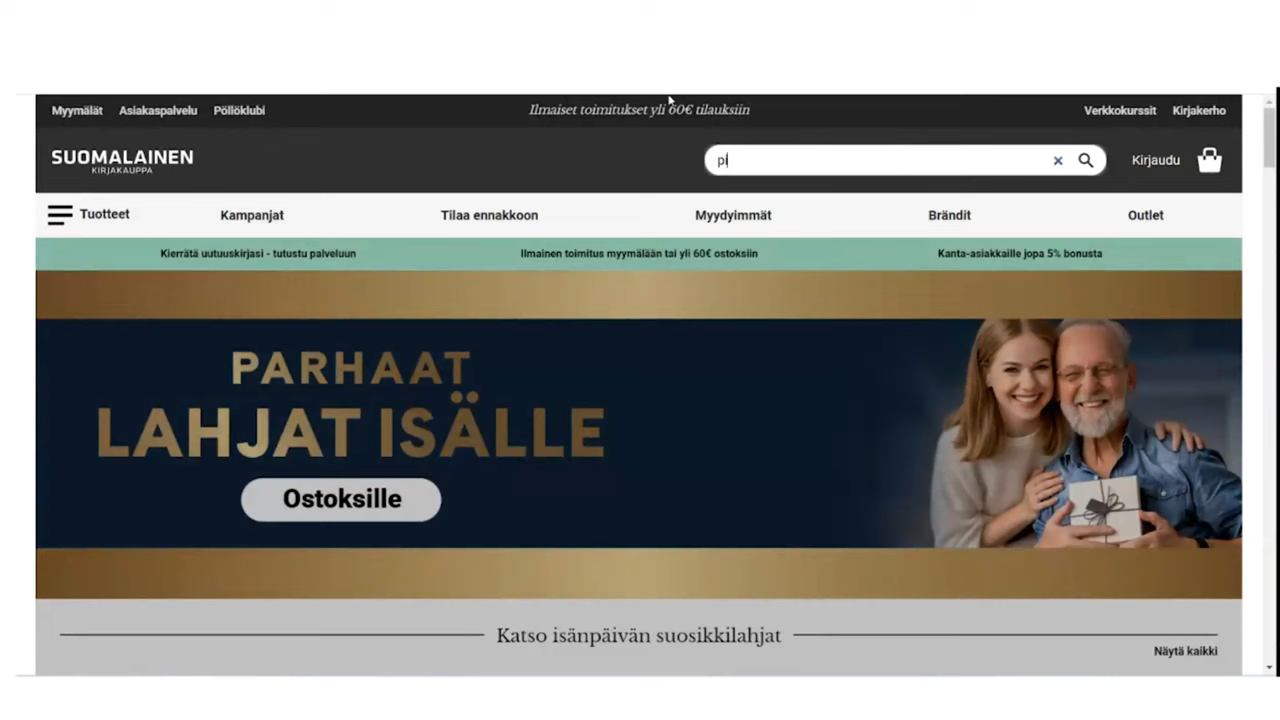 Myymälät Asiakaspalvelu Pöllöklubi Ilmaiset toimitukset yli 60€ tilauksiin Verkkokurssit Kirjakerho
SUOMALAINEN
KIRJAKAUPPA
pi
Kirjaudu
Tuotteet Kampanjat Tilaa ennakkoon Myydyimmät Brändit Outlet
Kierrätä uutuuskirjasi - tutustu palveluun Ilmainen toimitus myymälään tai yli 60€ ostoksiin Kanta-asiakkaille jopa 5% bonusta
PARHAAT
LAHJAT ISÄLLE
Ostoksille
Katso isänpäivän suosikkilahjat
Näytä kaikki